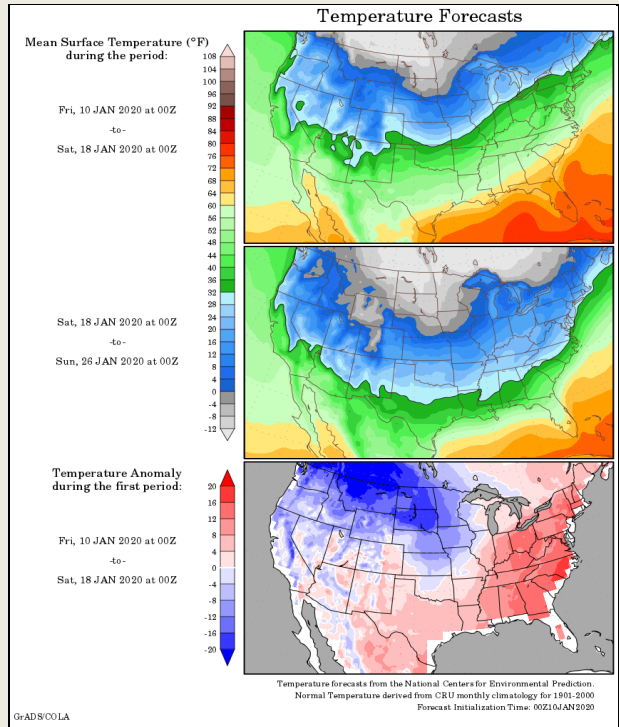 Temperature Forecasts
Mean Surface Temperature (°F)
during the period:
Fri, 10 JAN 2020 at 00Z
-to-
Sat, 18 JAN 2020 at 00Z
108
104
100
96
92
88
84
80
76
72
68
64
60
56
52
48
44
40
36
32
28
24
20
16
12
8
4
0
-4
-8
-12
Sat, 18 JAN 2020 at 00Z
-to-
Sun, 26 JAN 2020 at 00Z
Temperature Anomaly
during the first period:
Fri, 10 JAN 2020 at 00Z
-to-
Sat, 18 JAN 2020 at 00Z
20
16
12
8
4
0
-4
-8
-12
-16
-20
Temperature forecasts from the National Centers for Environmental Prediction.
Normal Temperature derived from CRU monthly climatology for 1901-2000
Forecast Initialization Time: 00Z10JAN2020
GrADS/COLA